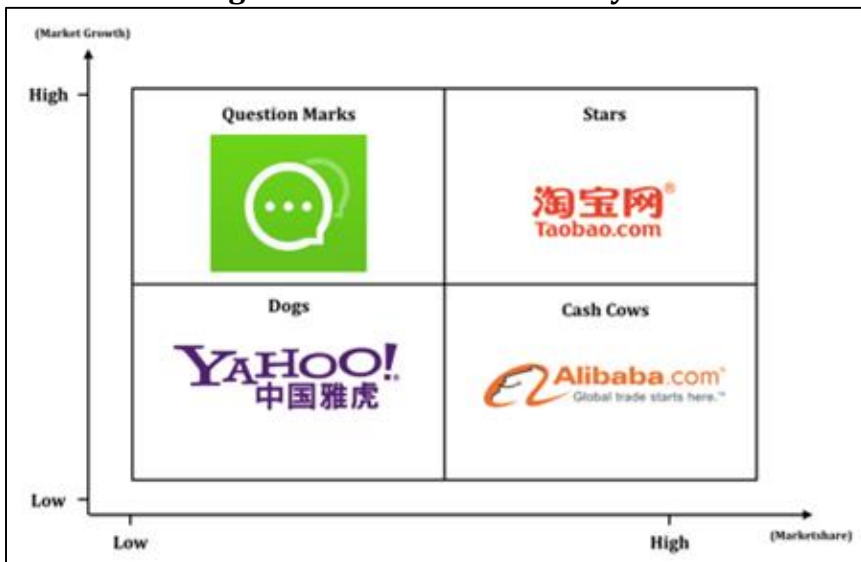 (Market Growth)
High
Question Marks
Stars
淘宝网®
Taobao.com
Dogs
Cash Cows
YAHOO!
中国雅虎
Alibaba.com®
Global trade starts here.™
Low
Low
High
(Marketshare)